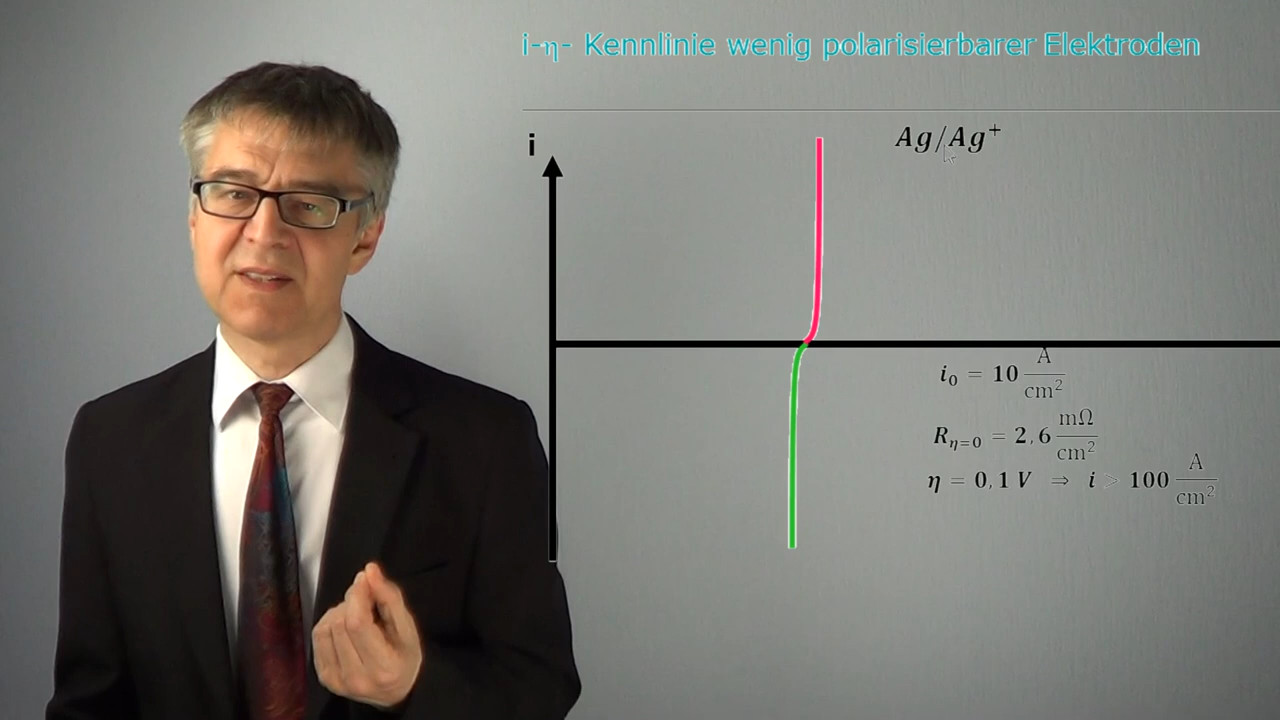 i-η- Kennlinie wenig polarisierbarer Elektroden
i
Ag/Ag⁺
i₀ = 10 A/cm²
R_η=0 = 2,6 mΩ/cm²
η = 0,1 V ⇒ i > 100 A/cm²